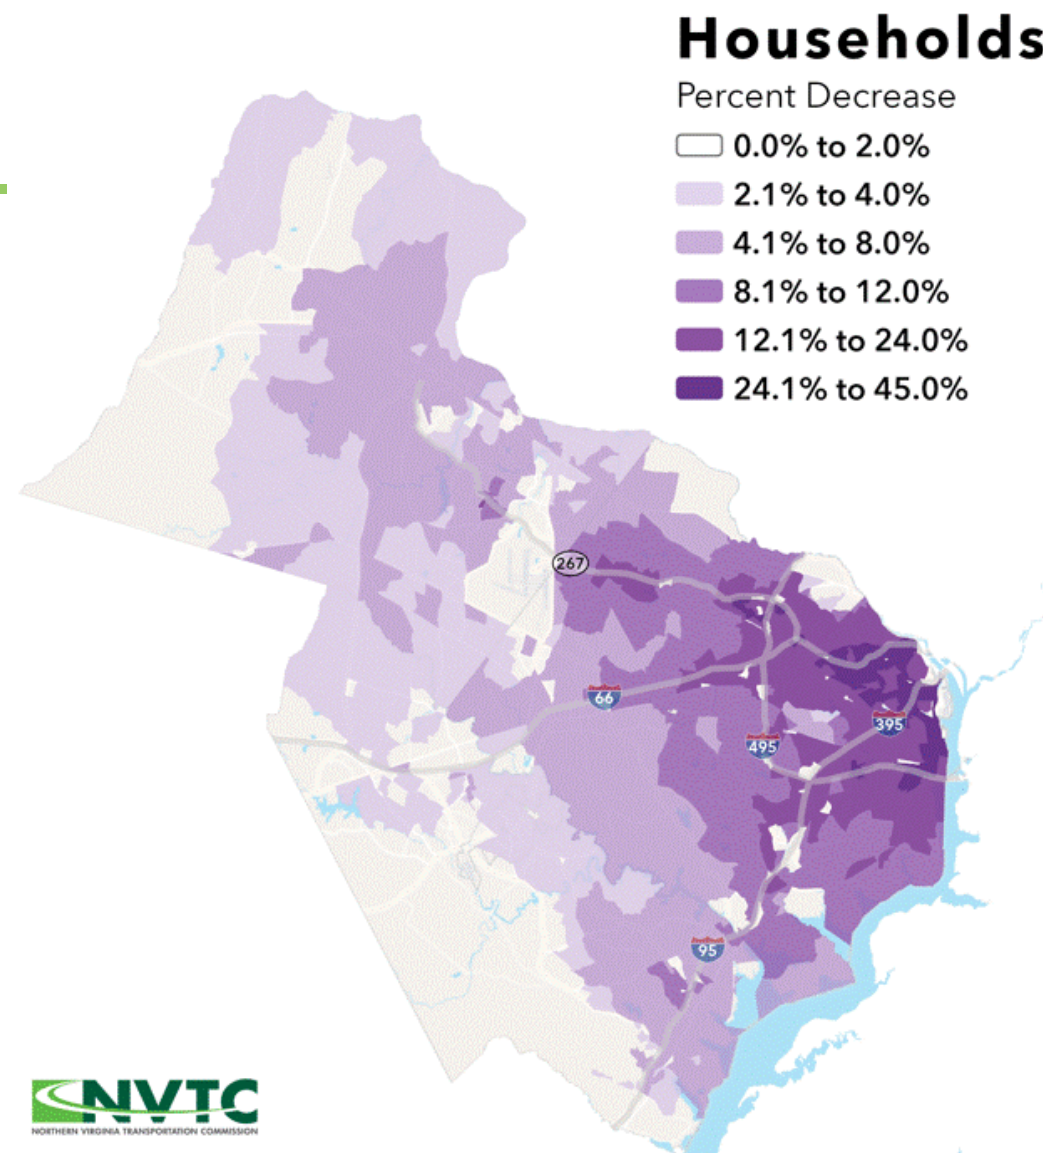 Households
Percent Decrease
0.0% to 2.0%
2.1% to 4.0%
4.1% to 8.0%
8.1% to 12.0%
12.1% to 24.0%
24.1% to 45.0%
267
66
395
495
95
NVTC
NORTHERN VIRGINIA TRANSPORTATION COMMISSION